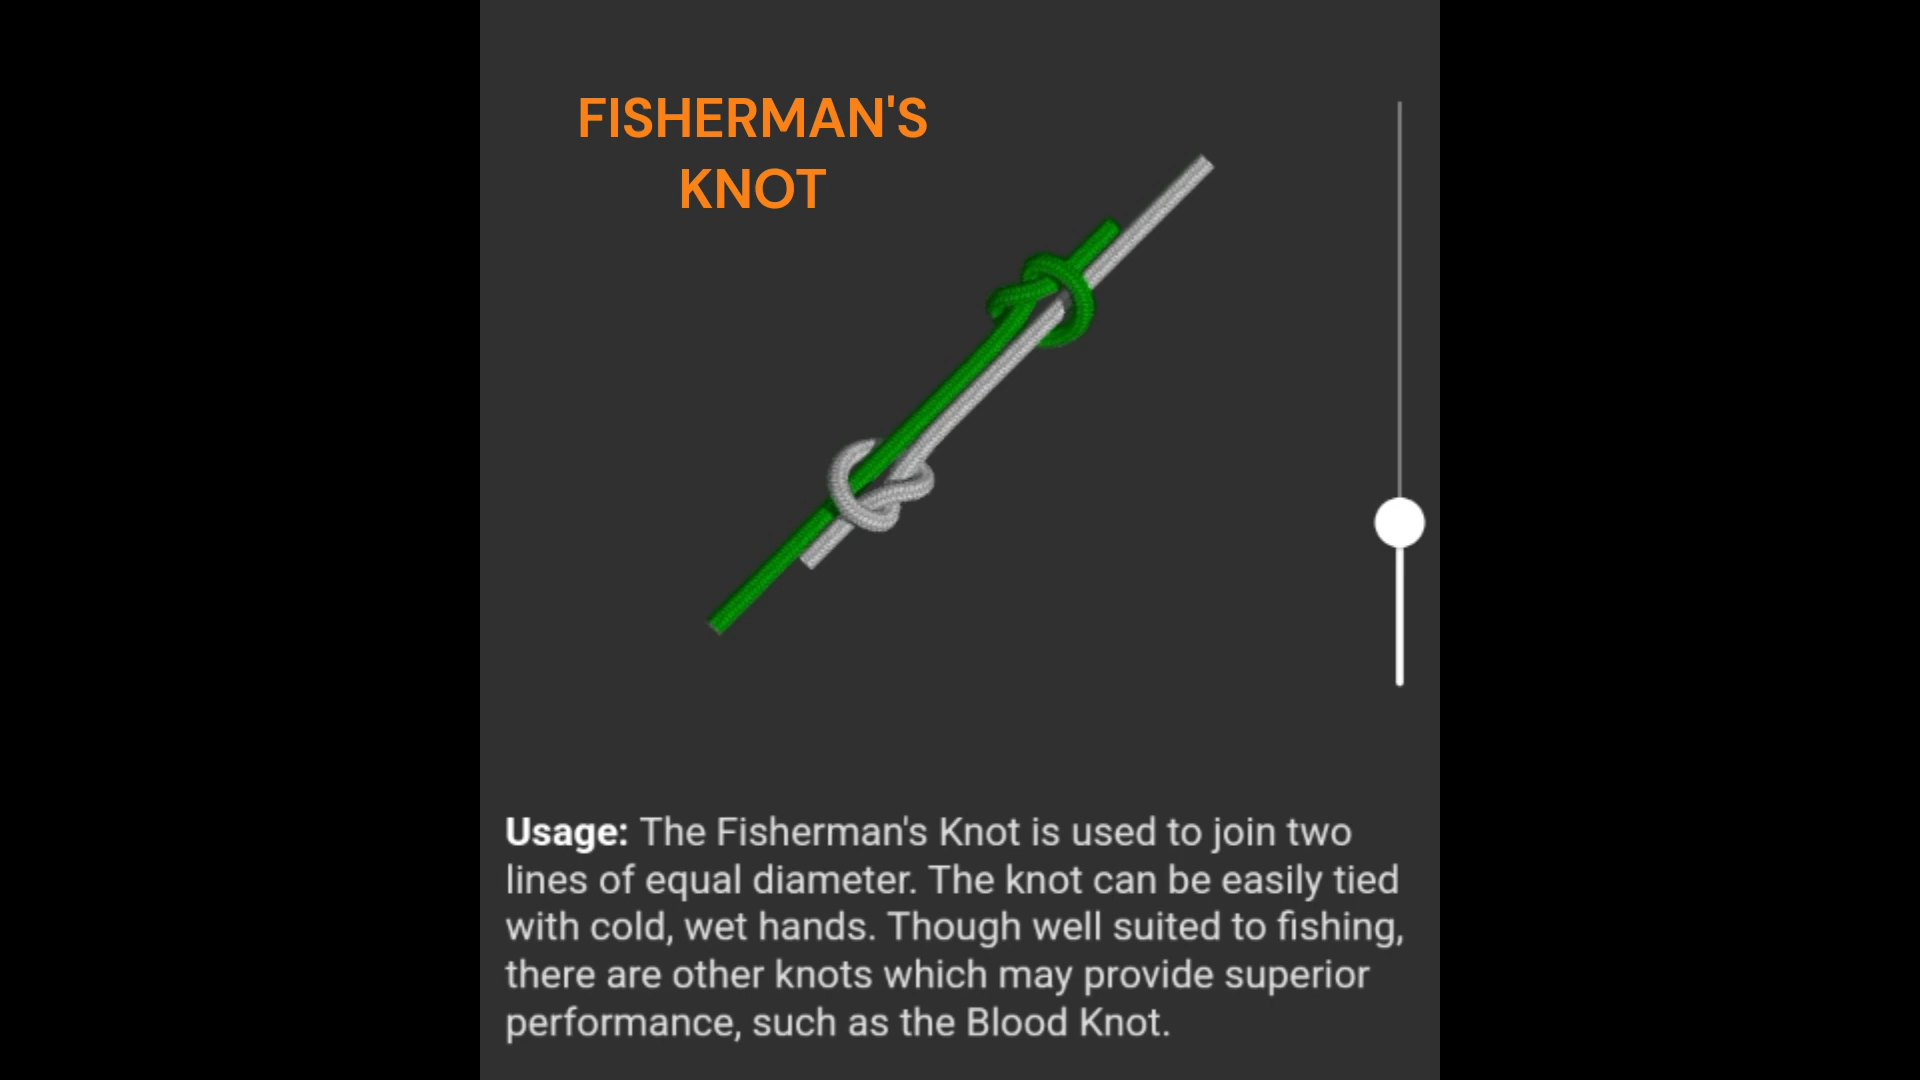 FISHERMAN'S
KNOT
Usage: The Fisherman's Knot is used to join two
lines of equal diameter. The knot can be easily tied
with cold, wet hands. Though well suited to fishing,
there are other knots which may provide superior
performance, such as the Blood Knot.